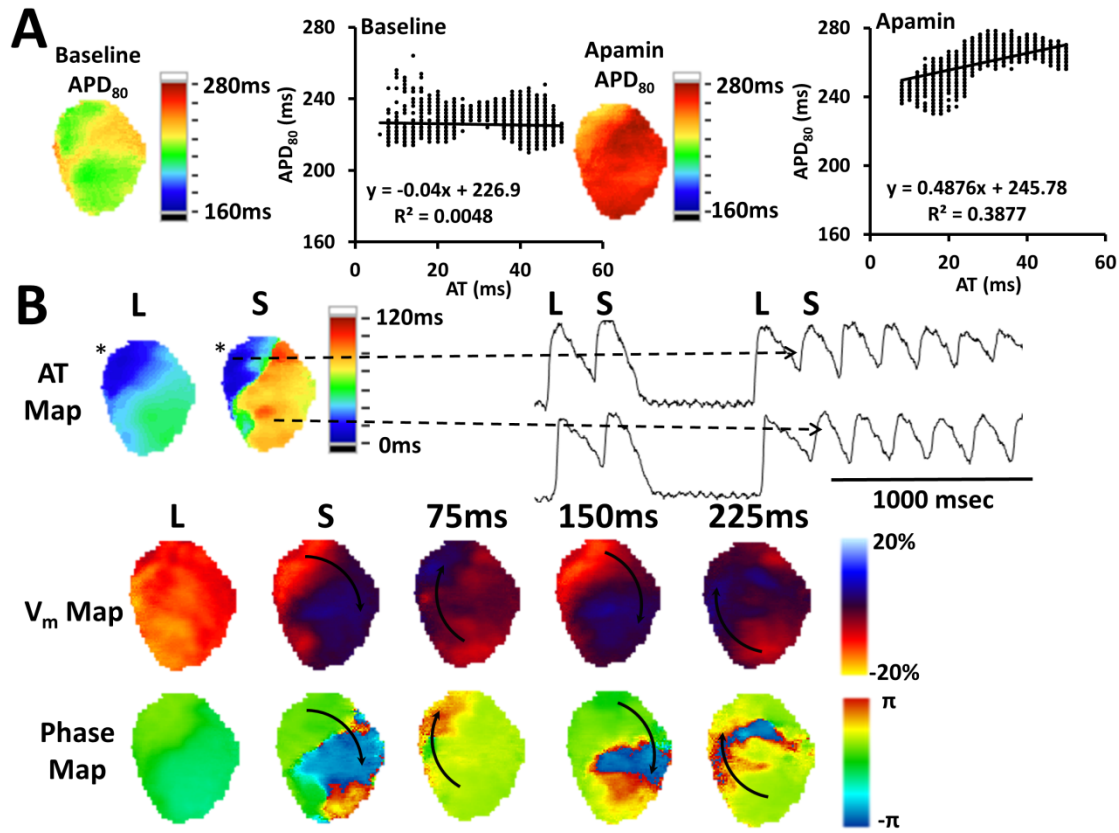 A
Baseline
APD80
280ms
160ms
Baseline
APD80 (ms)
280
240
200
160
y = -0.04x + 226.9
R² = 0.0048
0 20 40 60
AT (ms)
Apamin
APD80
280ms
160ms
APD80 (ms)
280
240
200
160
y = 0.4876x + 245.78
R² = 0.3877
0 20 40 60
AT (ms)
B
L S
* *
AT
Map
120ms
0ms
L S L S
1000 msec
L S 75ms 150ms 225ms
Vm Map
20%
-20%
Phase
Map
π
-π